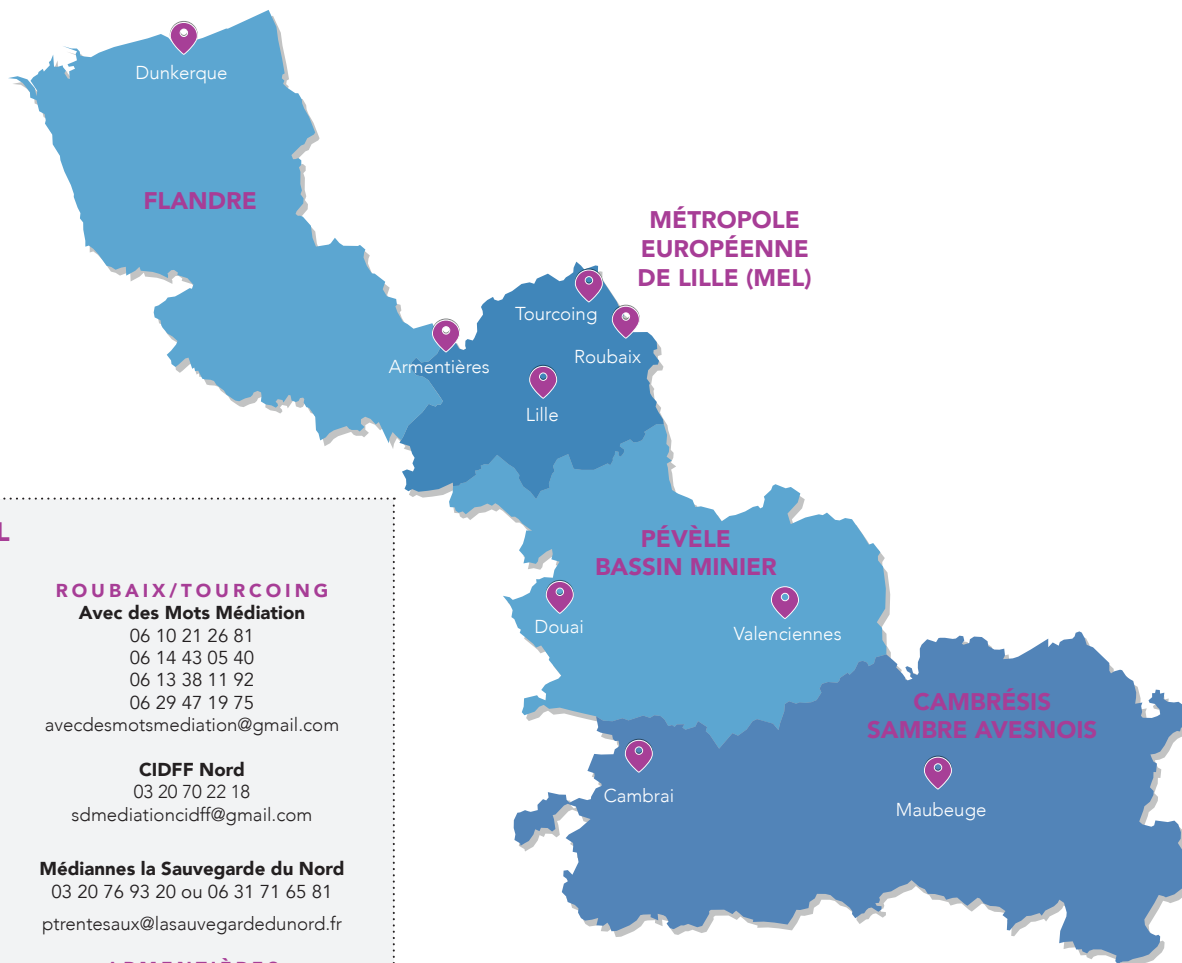 Dunkerque
FLANDRE
MÉTROPOLE
EUROPÉENNE
DE LILLE (MEL)
Tourcoing
Roubaix
Armentières
Lille
PÉVÈLE
BASSIN MINIER
Douai
Valenciennes
CAMBRÉSIS
SAMBRE AVESNOIS
Cambrai
Maubeuge
ROUBAIX/TOURCOING
Avec des Mots Médiation
06 10 21 26 81
06 14 43 05 40
06 13 38 11 92
06 29 47 19 75
avecdesmotsmediation@gmail.com
CIDFF Nord
03 20 70 22 18
sdmediationcidff@gmail.com
Médiannes la Sauvegarde du Nord
03 20 76 93 20 ou 06 31 71 65 81
ptrentesaux@lasauvegardedunord.fr
ARMENTIÈRES